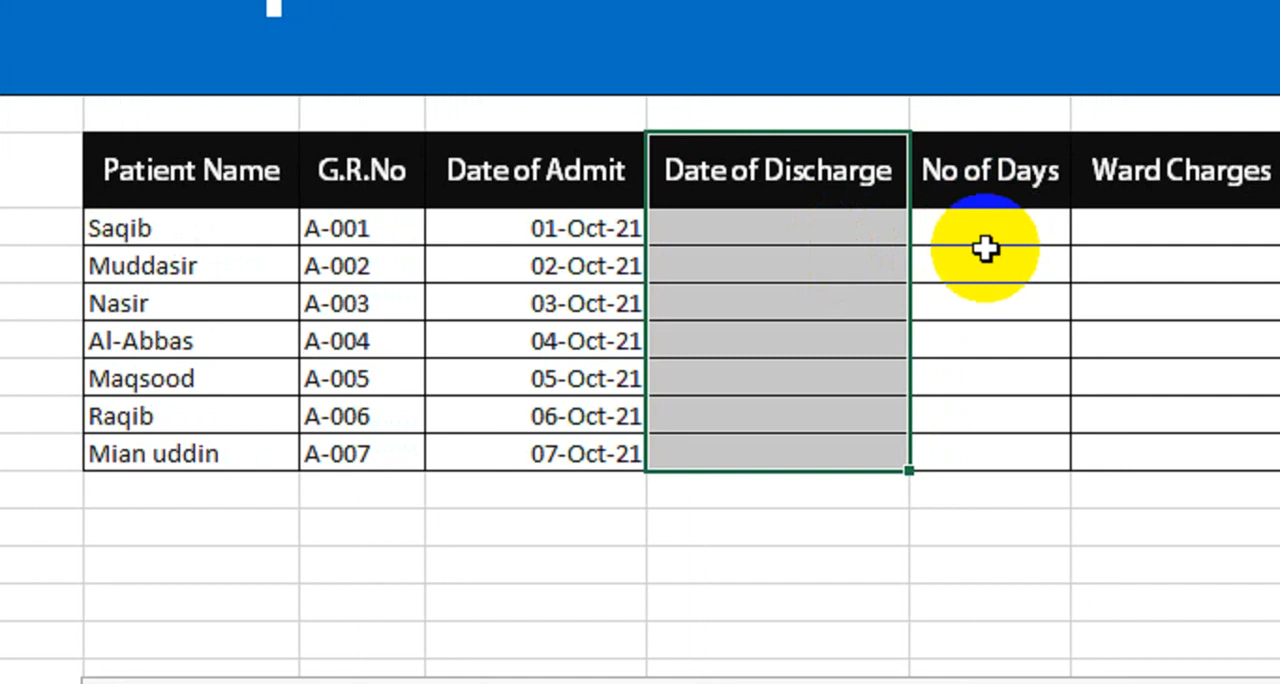 Patient Name G.R.No Date of Admit Date of Discharge No of Days Ward Charges
Saqib A-001 01-Oct-21
Muddasir A-002 02-Oct-21
Nasir A-003 03-Oct-21
Al-Abbas A-004 04-Oct-21
Maqsood A-005 05-Oct-21
Raqib A-006 06-Oct-21
Mian uddin A-007 07-Oct-21